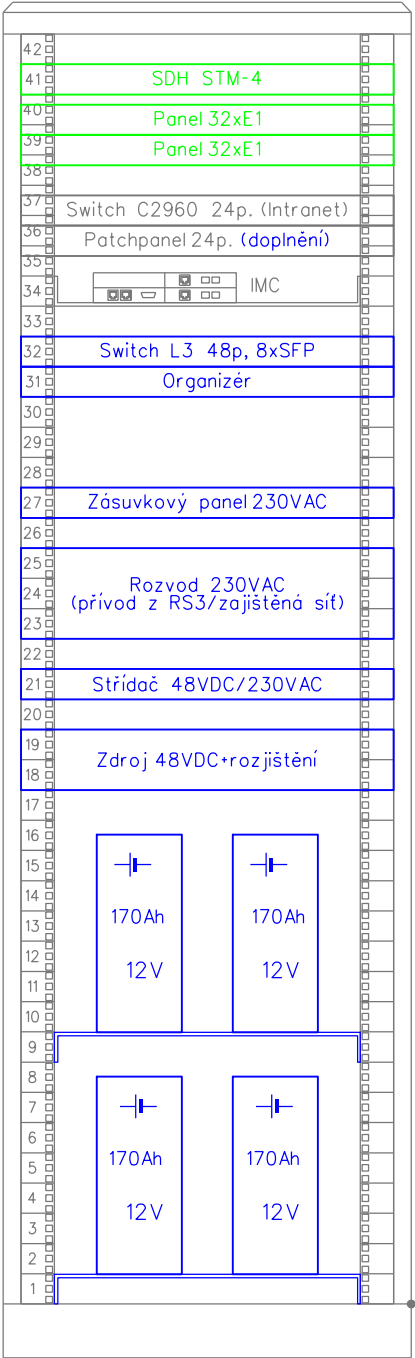 42
41 SDH STM-4
40 Panel 32xE1
39 Panel 32xE1
38
37 Switch C2960 24p. (Intranet)
36 Patchpanel 24p. (doplnění)
35
34 IMC
33
32 Switch L3 48p, 8xSFP
31 Organizér
30
29
28
27 Zásuvkový panel 230VAC
26
25
24 Rozvod 230VAC
(přívod z RS3/zajištěná síť)
23
22
21 Střídač 48VDC/230VAC
20
19
Zdroj 48VDC+rozjištění
18
17
16
15
14
170Ah 170Ah
13
12 12V 12V
11
10
9
8
7
6
5 170Ah 170Ah
4
12V 12V
3
2
1